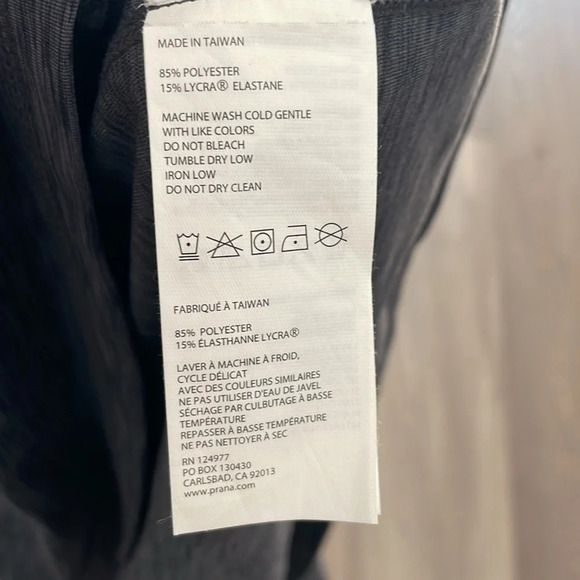 MADE IN TAIWAN
85% POLYESTER
15% LYCRA® ELASTANE
MACHINE WASH COLD GENTLE
WITH LIKE COLORS
DO NOT BLEACH
TUMBLE DRY LOW
IRON LOW
DO NOT DRY CLEAN
FABRIQUÉ À TAIWAN
85% POLYESTER
15% ÉLASTHANNE LYCRA®
LAVER À MACHINE À FROID,
CYCLE DÉLICAT
AVEC DES COULEURS SIMILAIRES
NE PAS UTILISER D'EAU DE JAVEL
SÉCHAGE PAR CULBUTAGE À BASSE
TEMPÉRATURE
REPASSER À BASSE TEMPÉRATURE
NE PAS NETTOYER À SEC
RN 124977
PO BOX 130430
CARLSBAD, CA 92013
www.prana.com